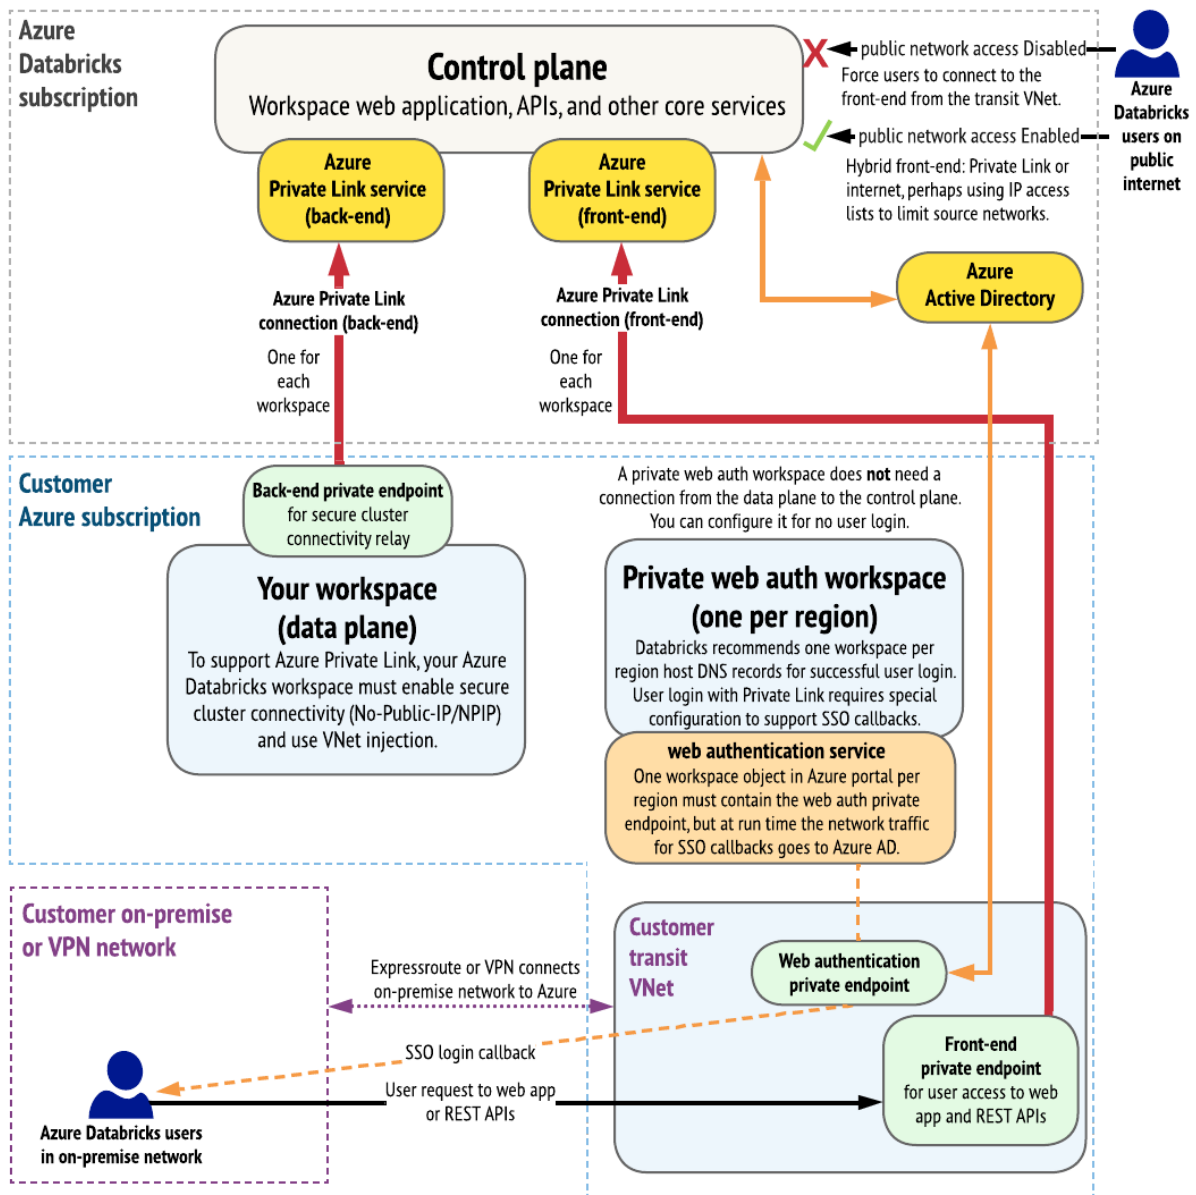 Azure
Databricks
subscription
Control plane
Workspace web application, APIs, and other core services
public network access Disabled
Force users to connect to the
front-end from the transit VNet.
public network access Enabled
Hybrid front-end: Private Link or
internet, perhaps using IP access
lists to limit source networks.
Azure
Databricks
users on
public
internet
Azure
Private Link service
(back-end)
Azure
Private Link service
(front-end)
Azure
Active Directory
Azure Private Link
connection (back-end)
One for
each
workspace
Azure Private Link
connection (front-end)
One for
each
workspace
Customer
Azure subscription
Back-end private endpoint
for secure cluster
connectivity relay
Your workspace
(data plane)
To support Azure Private Link, your Azure
Databricks workspace must enable secure
cluster connectivity (No-Public-IP/NPIP)
and use VNet injection.
A private web auth workspace does not need a
connection from the data plane to the control plane.
You can configure it for no user login.
Private web auth workspace
(one per region)
Databricks recommends one workspace per
region host DNS records for successful user login.
User login with Private Link requires special
configuration to support SSO callbacks.
web authentication service
One workspace object in Azure portal per
region must contain the web auth private
endpoint, but at run time the network traffic
for SSO callbacks goes to Azure AD.
Customer on-premise
or VPN network
Expressroute or VPN connects
on-premise network to Azure
Customer
transit
VNet
Web authentication
private endpoint
SSO login callback
User request to web app
or REST APIs
Front-end
private endpoint
for user access to web
app and REST APIs
Azure Databricks users
in on-premise network